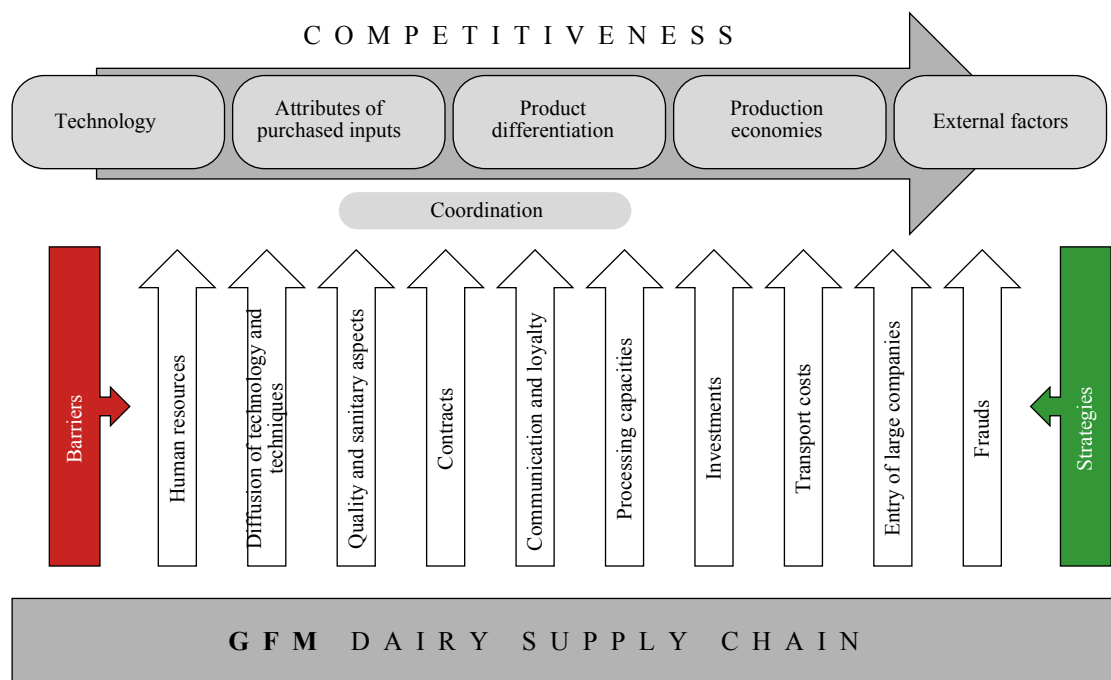 COMPETITIVENESS
Technology
Attributes of
purchased inputs
Product
differentiation
Production
economies
External factors
Coordination
Barriers
Human resources
Diffusion of technology and
techniques
Quality and sanitary aspects
Contracts
Communication and loyalty
Processing capacities
Investments
Transport costs
Entry of large companies
Frauds
Strategies
GFM DAIRY SUPPLY CHAIN